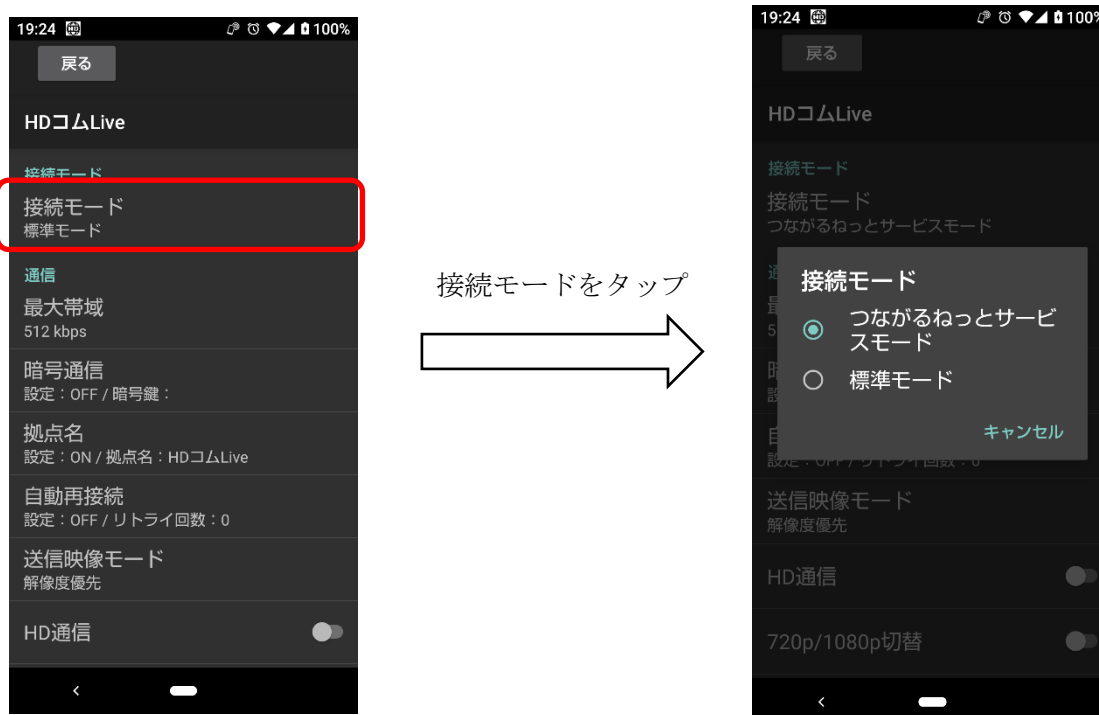 19:24
100%
戻る
HDコムLive
接続モード
接続モード
標準モード
通信
最大帯域
512 kbps
暗号通信
設定：OFF / 暗号鍵：
拠点名
設定：ON / 拠点名：HDコムLive
自動再接続
設定：OFF / リトライ回数：0
送信映像モード
解像度優先
HD通信
接続モードをタップ
19:24
100%
戻る
HDコムLive
接続モード
接続モード
つながるねっとサービスモード
接続モード
つながるねっとサービ
スモード
標準モード
キャンセル
設定：OFF / リトライ回数：0
送信映像モード
解像度優先
HD通信
720p/1080p切替